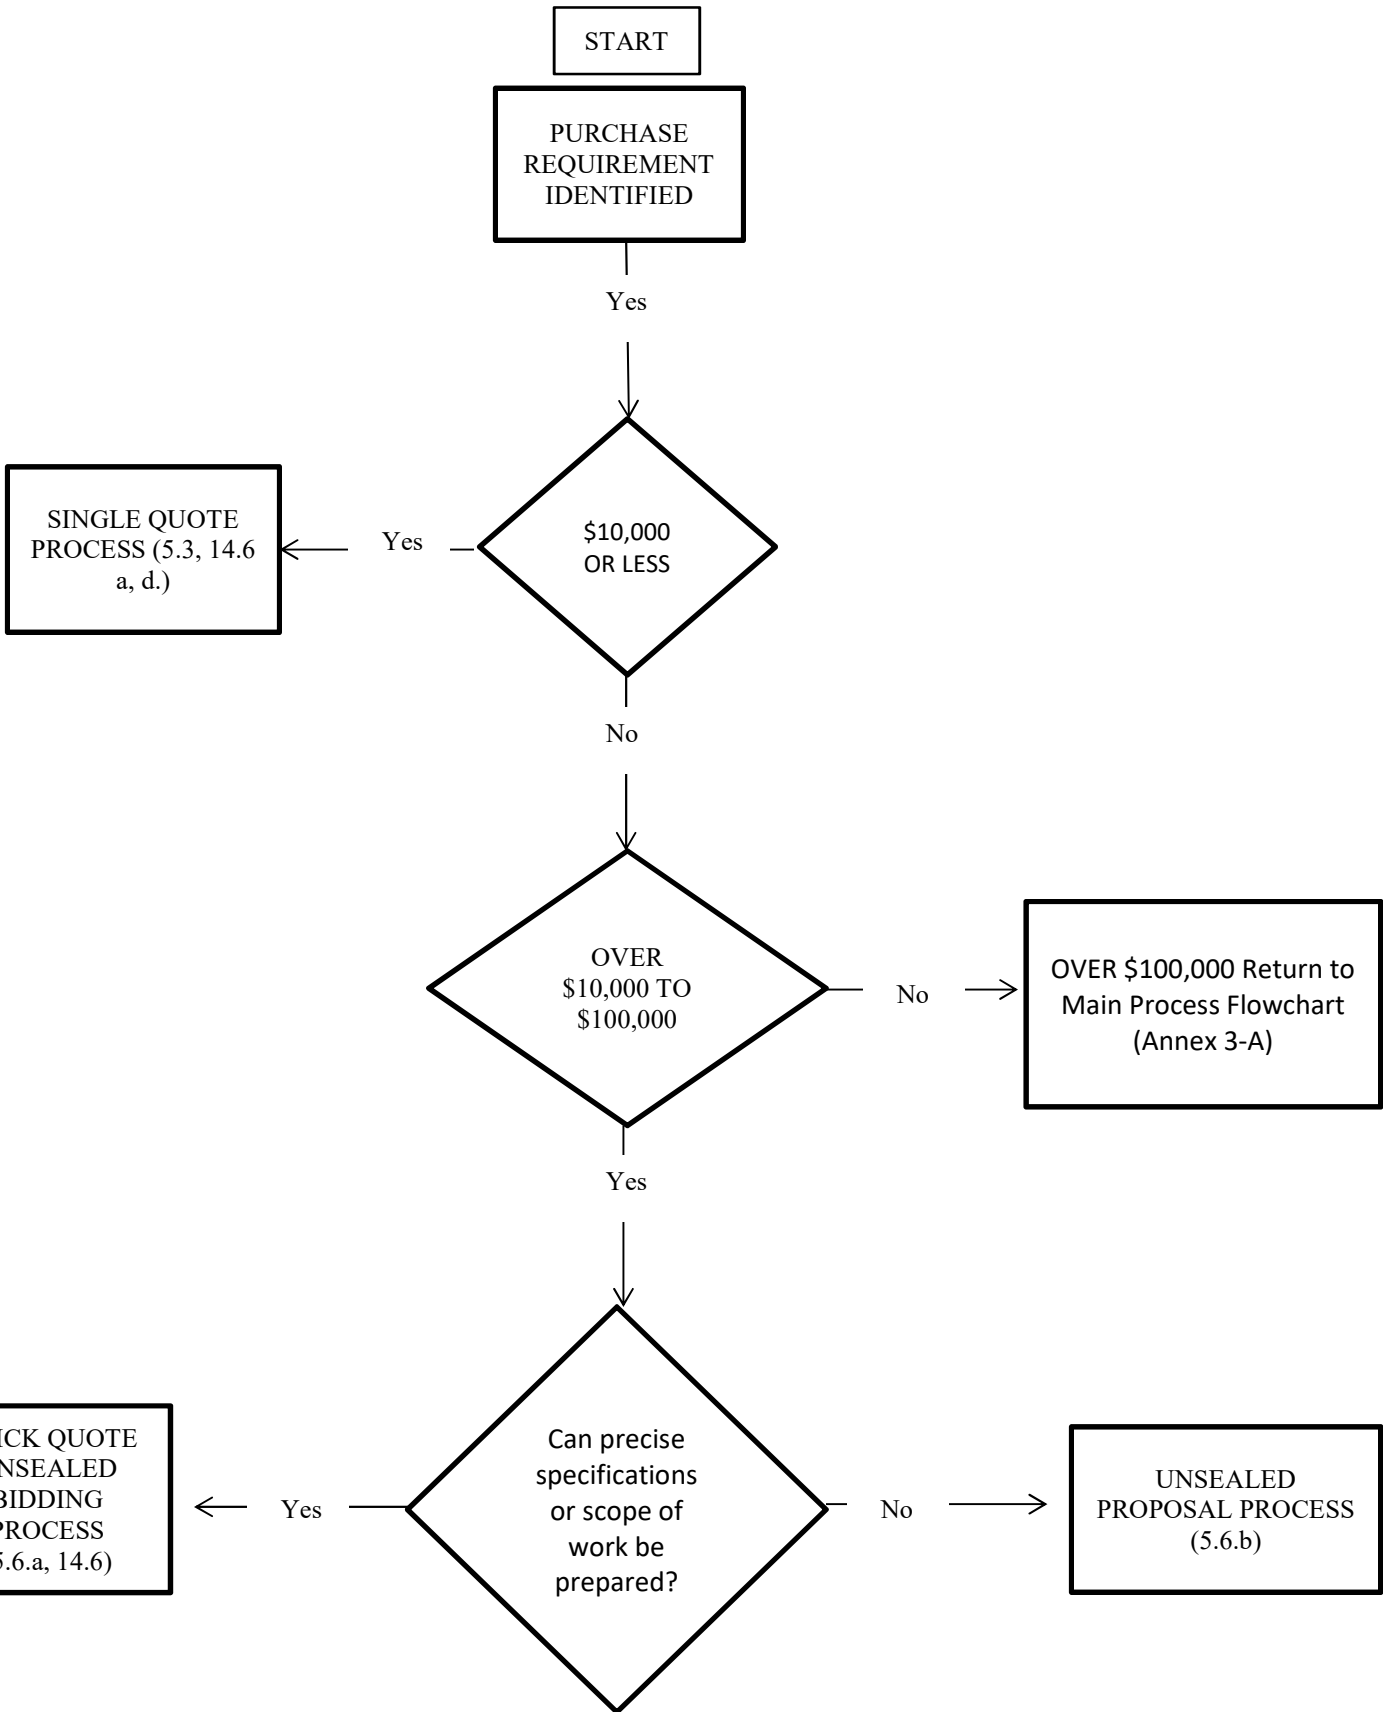 START
PURCHASE
REQUIREMENT
IDENTIFIED
Yes
$10,000
OR LESS
Yes
SINGLE QUOTE
PROCESS (5.3, 14.6
a, d.)
No
OVER
$10,000 TO
$100,000
No
OVER $100,000 Return to
Main Process Flowchart
(Annex 3-A)
Yes
Can precise
specifications
or scope of
work be
prepared?
Yes
ICK QUOTE
NSEALED
BIDDING
PROCESS
5.6.a, 14.6)
No
UNSEALED
PROPOSAL PROCESS
(5.6.b)